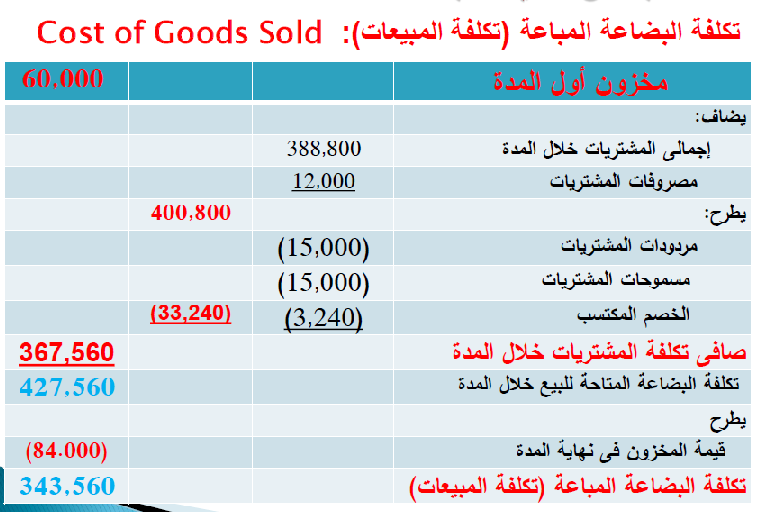 تكلفة البضاعة المباعة (تكلفة المبيعات): Cost of Goods Sold
مخزون أول المدة 60.000
يضاف:
إجمالى المشتريات خلال المدة 388,800
مصروفات المشتريات 12.000
يطرح: 400,800
مردودات المشتريات (15,000)
مسموحات المشتريات (15,000)
الخصم المكتسب (3,240) (33,240)
صافى تكلفة المشتريات خلال المدة 367,560
تكلفة البضاعة المتاحة للبيع خلال المدة 427,560
يطرح
قيمة المخزون فى نهاية المدة (84.000)
تكلفة البضاعة المباعة (تكلفة المبيعات) 343,560